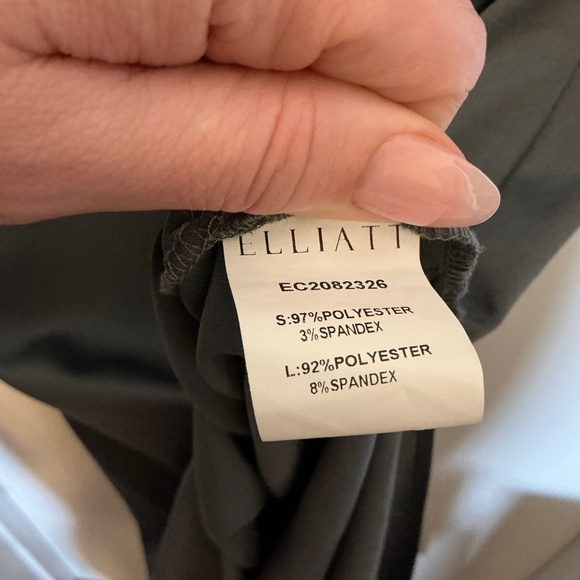 ELLIATT
EC2082326
S:97%POLYESTER
3%SPANDEX
L:92%POLYESTER
8%SPANDEX